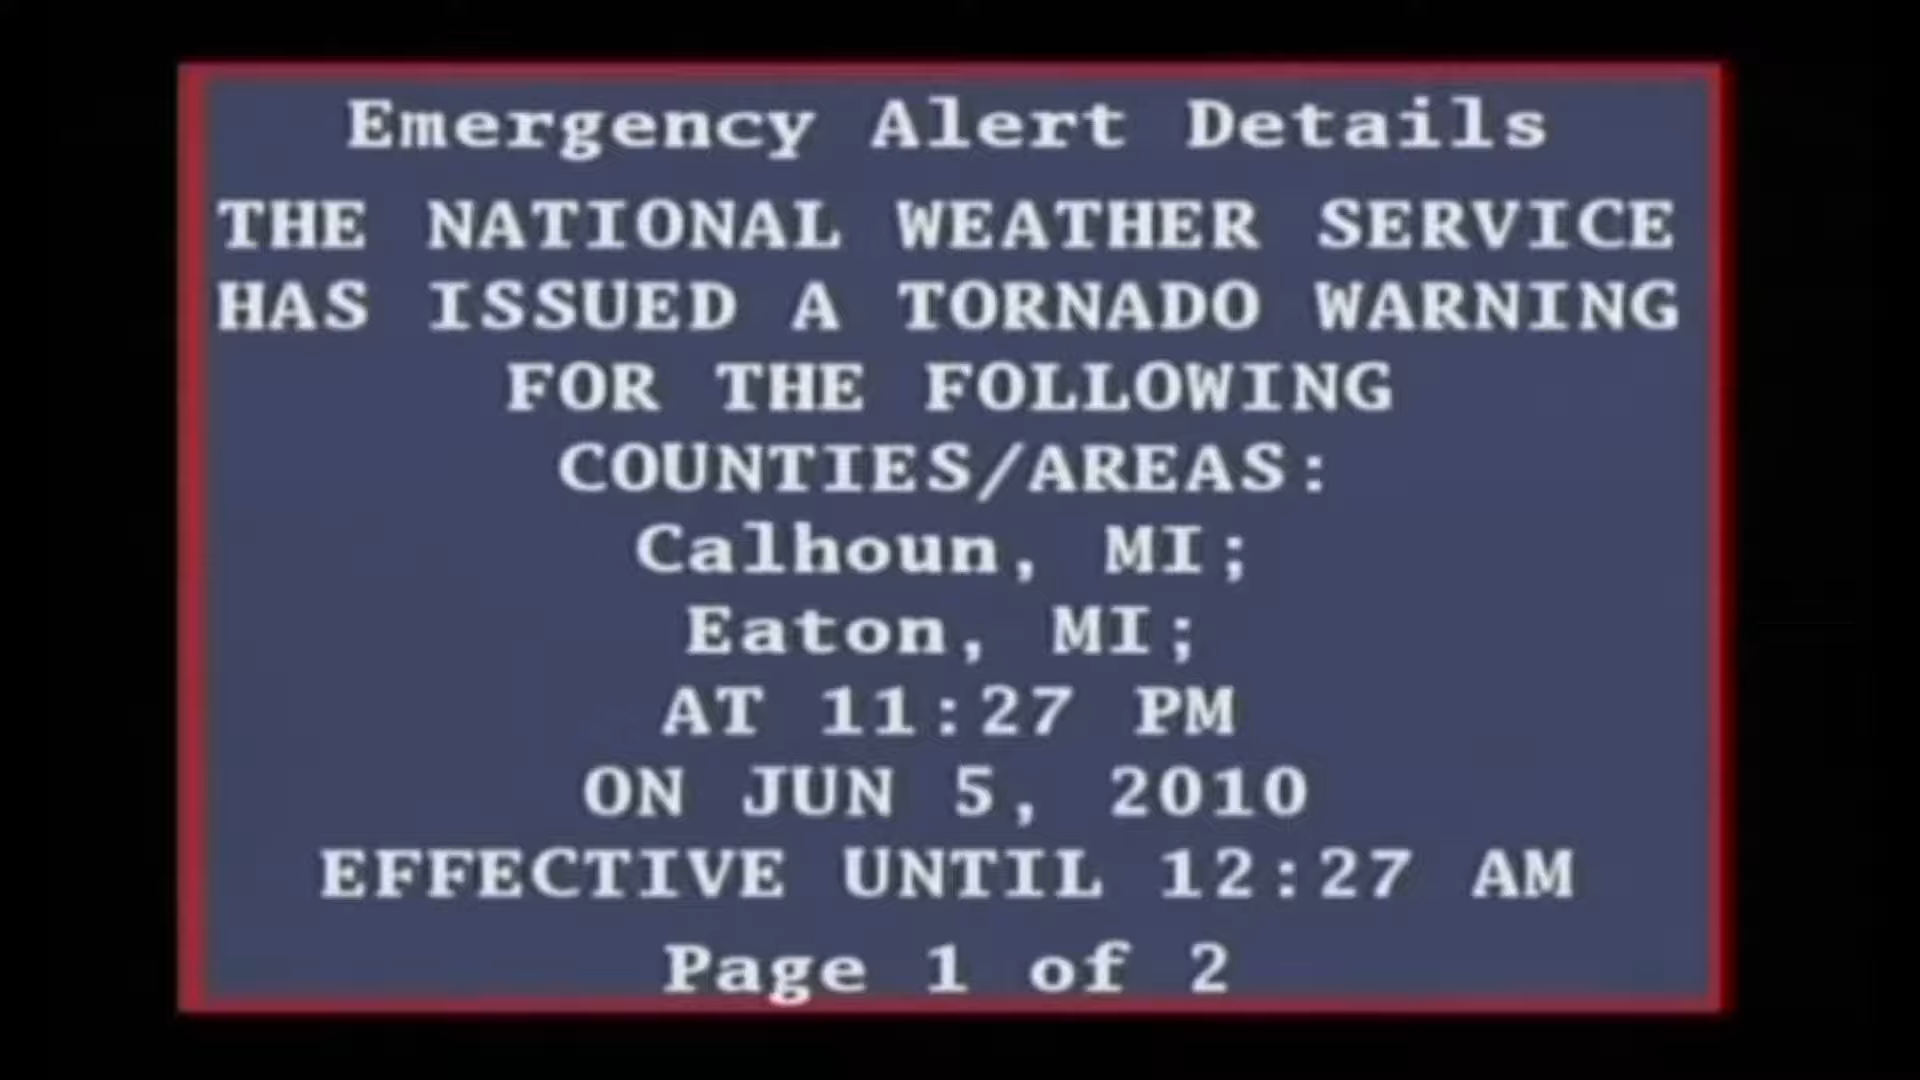 Emergency Alert Details
THE NATIONAL WEATHER SERVICE
HAS ISSUED A TORNADO WARNING
FOR THE FOLLOWING
COUNTIES/AREAS:
Calhoun, MI;
Eaton, MI;
AT 11:27 PM
ON JUN 5, 2010
EFFECTIVE UNTIL 12:27 AM
Page 1 of 2